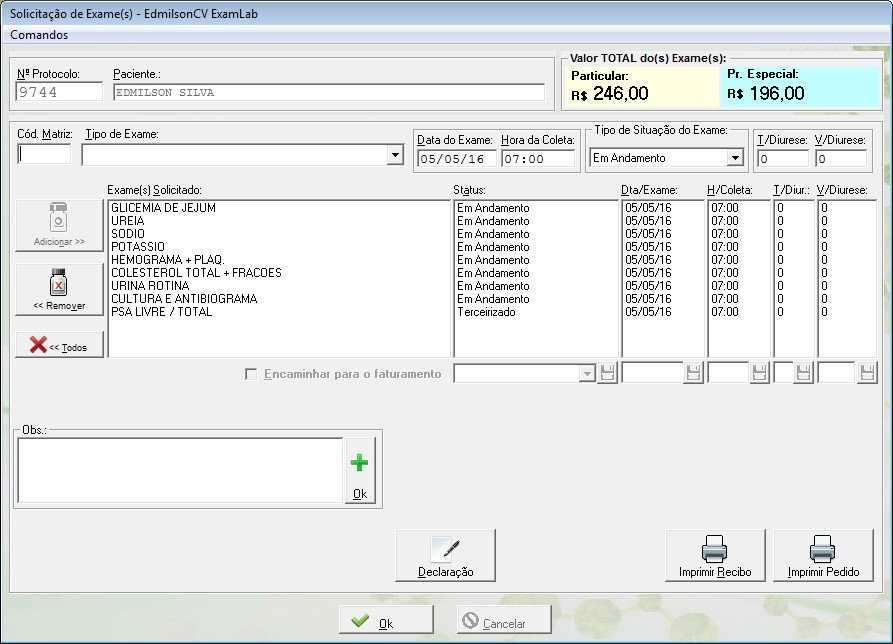 Solicitação de Exame(s) - EdmilsonCV ExamLab
Comandos
Nº Protocolo: Paciente.:
9744 EDMILSON SILVA
Valor TOTAL do(s) Exame(s):
Particular: Pr. Especial:
R$ 246,00 R$ 196,00
Cód. Matriz: Tipo de Exame: Data do Exame: Hora da Coleta: Tipo de Situação do Exame: T/Diurese: V/Diurese:
05/05/16 07:00 Em Andamento 0 0
Exame(s) Solicitado: Status: Dta/Exame: H/Coleta: T/Diur.: V/Diurese:
GLICEMIA DE JEJUM Em Andamento 05/05/16 07:00 0 0
UREIA Em Andamento 05/05/16 07:00 0 0
SODIO Em Andamento 05/05/16 07:00 0 0
POTASSIO Em Andamento 05/05/16 07:00 0 0
HEMOGRAMA + PLAQ. Em Andamento 05/05/16 07:00 0 0
COLESTEROL TOTAL + FRACOES Em Andamento 05/05/16 07:00 0 0
URINA ROTINA Em Andamento 05/05/16 07:00 0 0
CULTURA E ANTIBIOGRAMA Em Andamento 05/05/16 07:00 0 0
PSA LIVRE / TOTAL Terceirizado 05/05/16 07:00 0 0
Adicionar >>
<< Remover
<< Todos
Encaminhar para o faturamento
Obs.:
Ok
Declaração
Imprimir Recibo
Imprimir Pedido
Ok
Cancelar